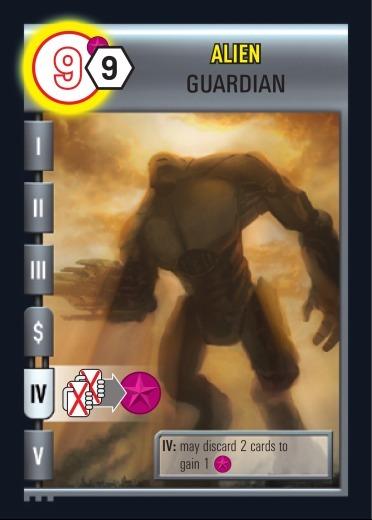 9 9
ALIEN
GUARDIAN
I
II
III
$
IV
V
IV: may discard 2 cards to
gain 1